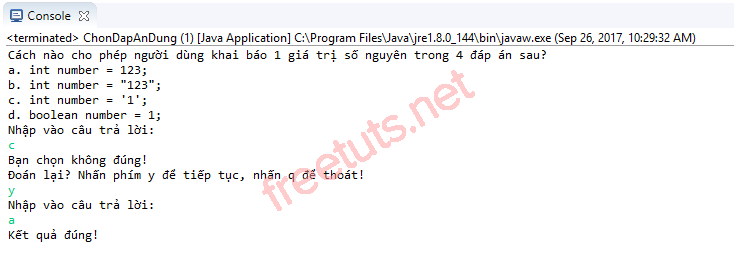 Console
<terminated> ChonDapAnDung (1) [Java Application] C:\Program Files\Java\jre1.8.0_144\bin\javaw.exe (Sep 26, 2017, 10:29:32 AM)
Cách nào cho phép người dùng khai báo 1 giá trị số nguyên trong 4 đáp án sau?
a. int number = 123;
b. int number = "123";
c. int number = '1';
d. boolean number = 1;
Nhập vào câu trả lời:
c
Bạn chọn không đúng!
Đoán lại? Nhấn phím y để tiếp tục, nhấn q để thoát!
y
Nhập vào câu trả lời:
a
Kết quả đúng!
freetuts.net